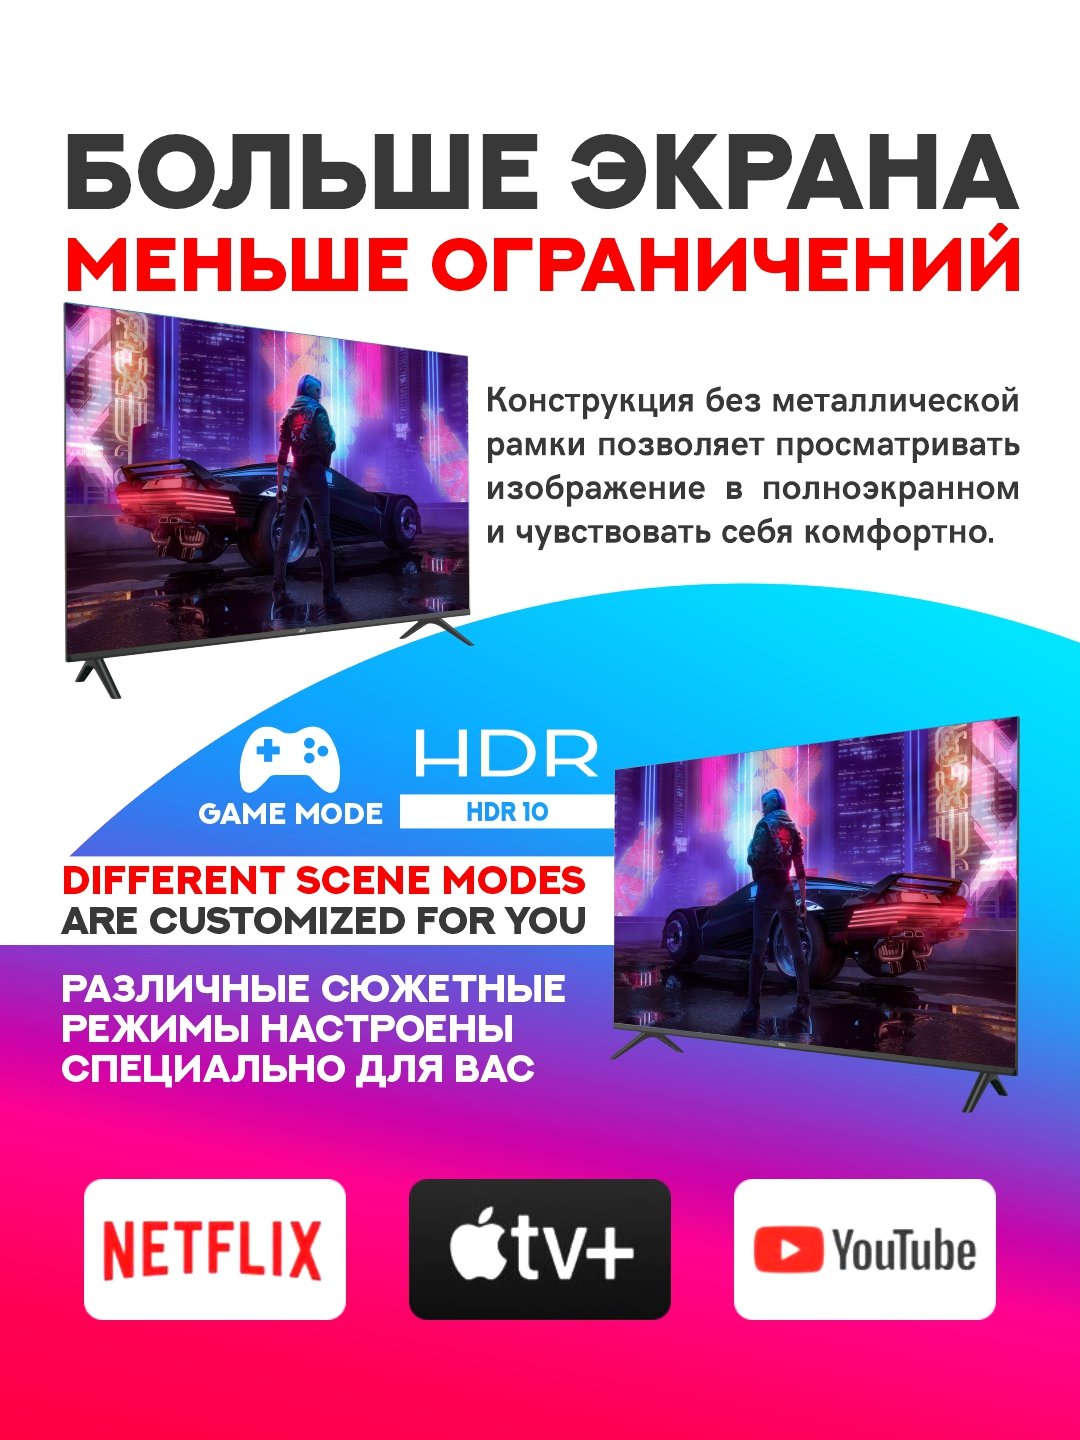 БОЛЬШЕ ЭКРАНА
МЕНЬШЕ ОГРАНИЧЕНИЙ
Конструкция без металлической
рамки позволяет просматривать
изображение в полноэкранном
и чувствовать себя комфортно.
GAME MODE
HDR
HDR 10
DIFFERENT SCENE MODES
ARE CUSTOMIZED FOR YOU
РАЗЛИЧНЫЕ СЮЖЕТНЫЕ
РЕЖИМЫ НАСТРОЕНЫ
СПЕЦИАЛЬНО ДЛЯ ВАС
NETFLIX
tv+
YouTube